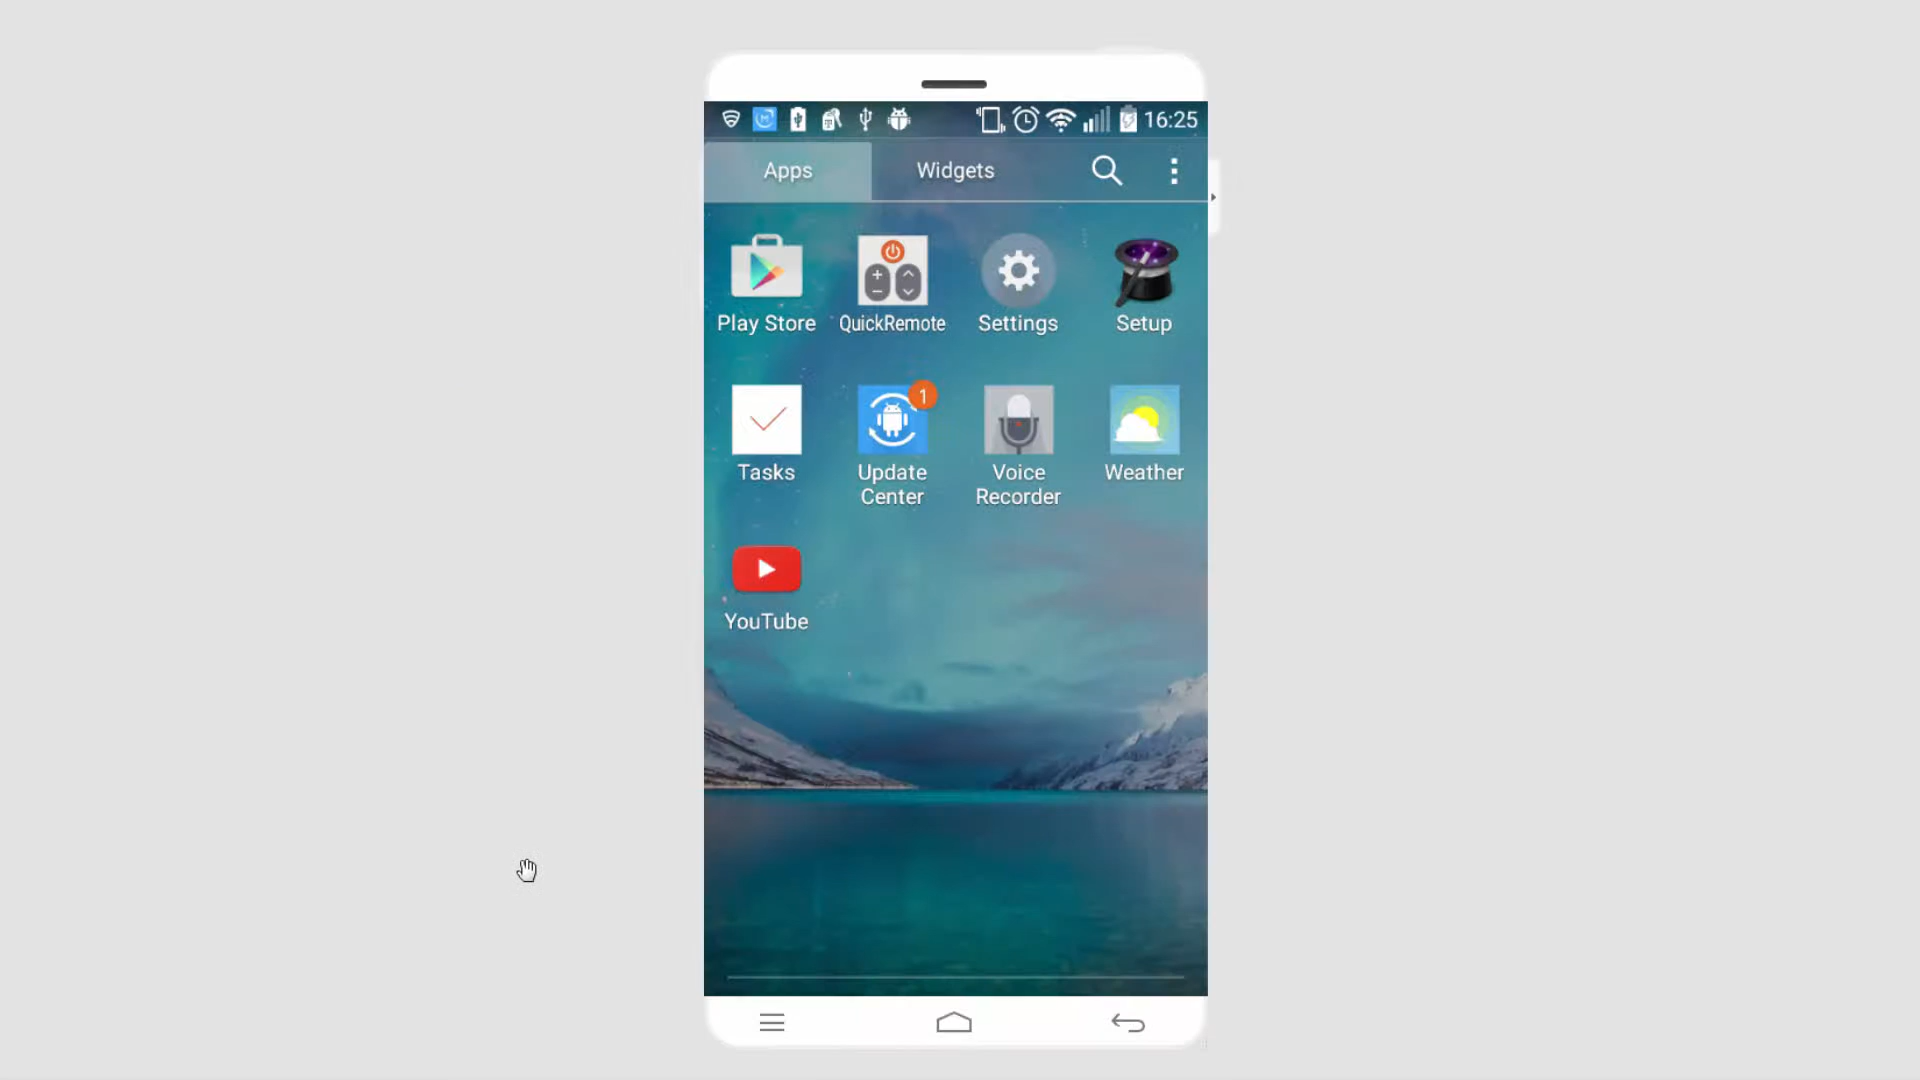 16:25
Apps Widgets
Play Store QuickRemote Settings Setup
1
Tasks Update Voice Weather
Center Recorder
YouTube